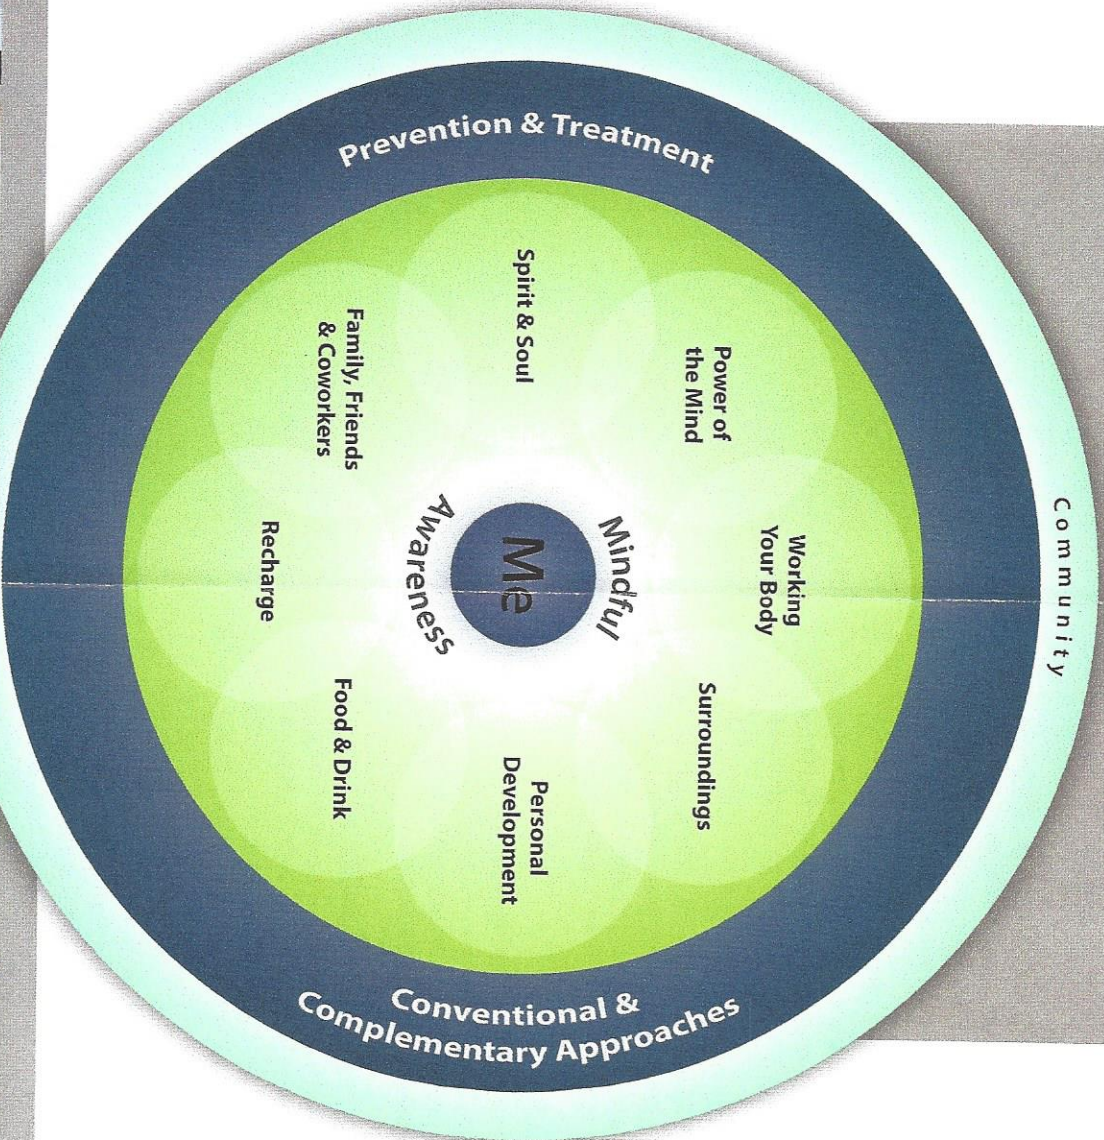 Community
Prevention & Treatment
Working
Your Body
Power of
the Mind
Surroundings
Spirit & Soul
Mindful
Me
Awareness
Personal
Development
Family, Friends
& Coworkers
Food & Drink
Recharge
Conventional &
Complementary Approaches